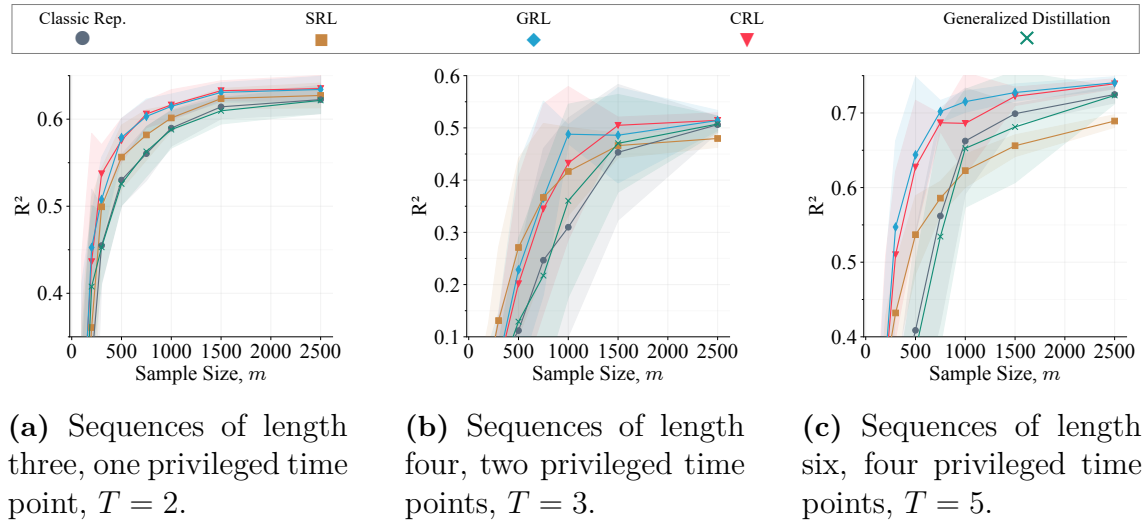 Classic Rep. SRL GRL CRL Generalized Distillation
R²
0.6
0.5
0.4
0 500 1000 1500 2000 2500
Sample Size, m
R²
0.6
0.5
0.4
0.3
0.2
0.1
0 500 1000 1500 2000 2500
Sample Size, m
R²
0.7
0.6
0.5
0.4
0 500 1000 1500 2000 2500
Sample Size, m
(a) Sequences of length
three, one privileged time
point, T = 2.
(b) Sequences of length
four, two privileged time
points, T = 3.
(c) Sequences of length
six, four privileged time
points, T = 5.